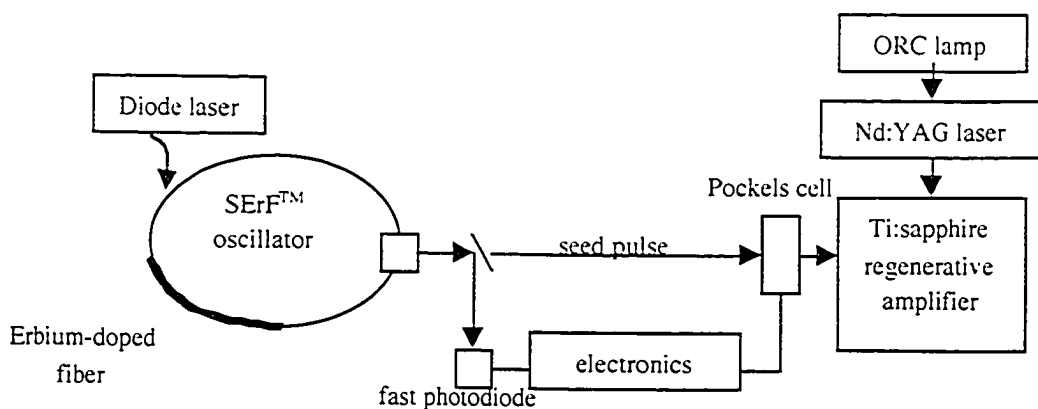 ORC lamp
Diode laser
Nd:YAG laser
Pockels cell
SErF™
oscillator
seed pulse
Ti:sapphire
regenerative
amplifier
Erbium-doped
fiber
electronics
fast photodiode